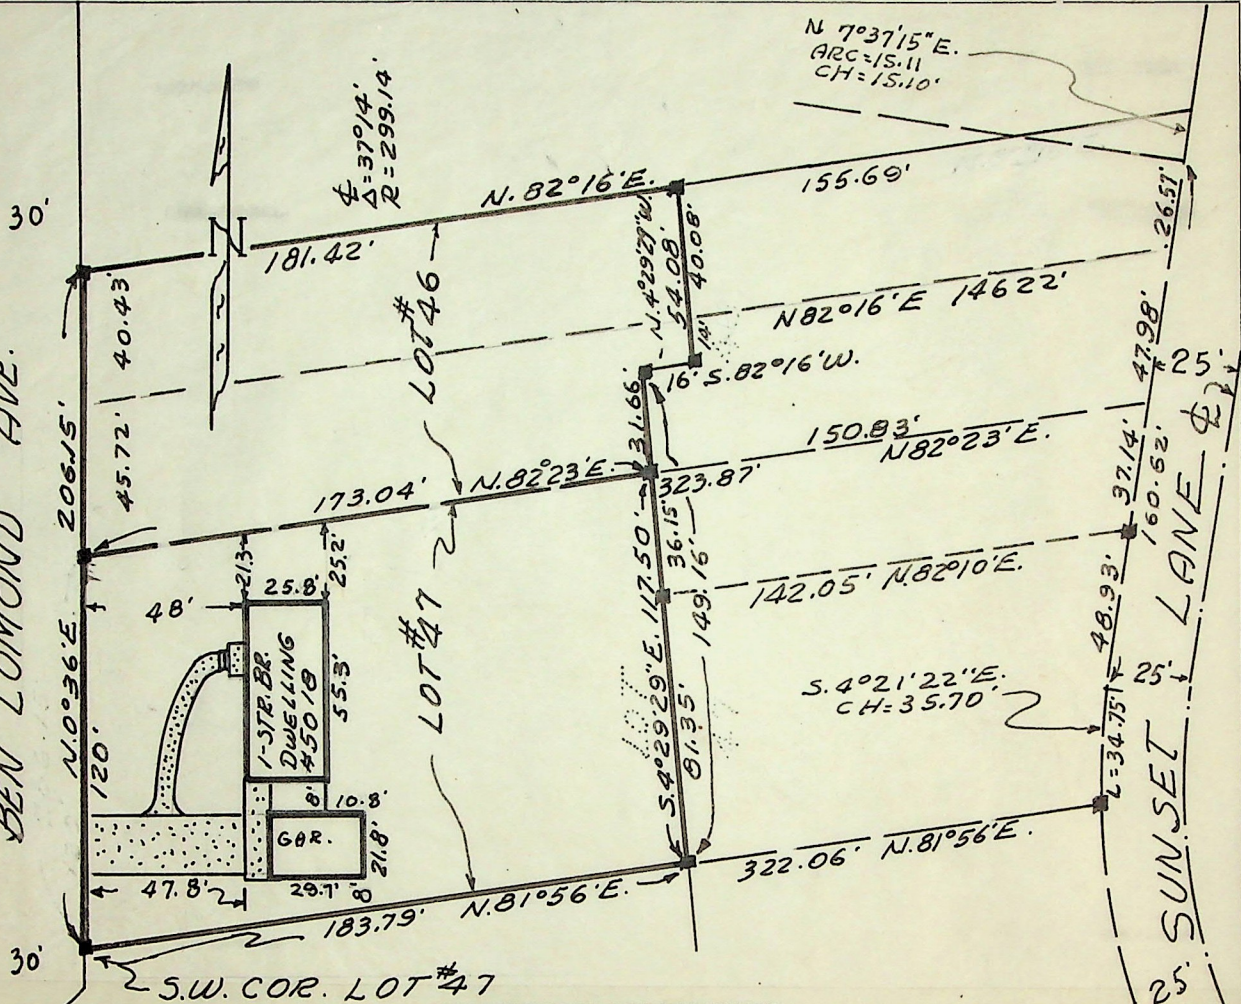 N 7°37'15"E.
ARC=15.11
CH=15.10'
℄
Δ=37°14'
R=299.14'
30'
N
N. 82°16'E.
181.42'
155.69'
26.57'
40.43'
LOT #46
N.4°29'29"W.
54.08'
40.08'
14'
N82°16'E 146.22'
16' S.82°16'W.
47.98'
25'
BEN LOMOND AVE.
206.15'
45.72'
31.66'
150.83'
N82°23'E.
173.04'
N.82°23'E.
323.87'
37.14'
160.62'
SUNSET LANE ℄
21.3
25.8'
25.2'
48'
1-STR.BR.
DWELLING
#5018
55.3'
LOT #47
117.50'
36.15'
149.16'
142.05' N.82°10'E.
48.93'
N.0°36'E.
120'
S.4°29'29"E.
81.35'
S.4°21'22"E.
CH=35.70'
25'
L=34.75'
8'
10.8'
GAR.
21.8'
47.8'
29.7'
8'
322.06' N.81°56'E.
183.79' N.81°56'E.
30'
S.W. COR. LOT #47
25'